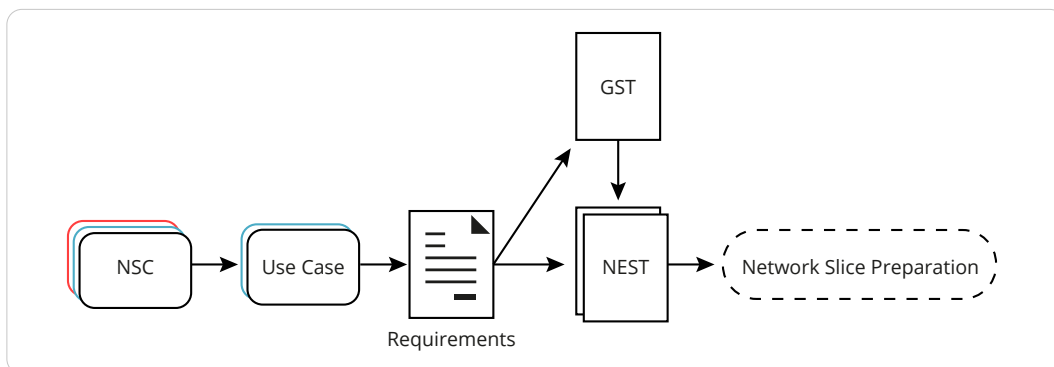 GST
NSC
Use Case
NEST
Network Slice Preparation
Requirements